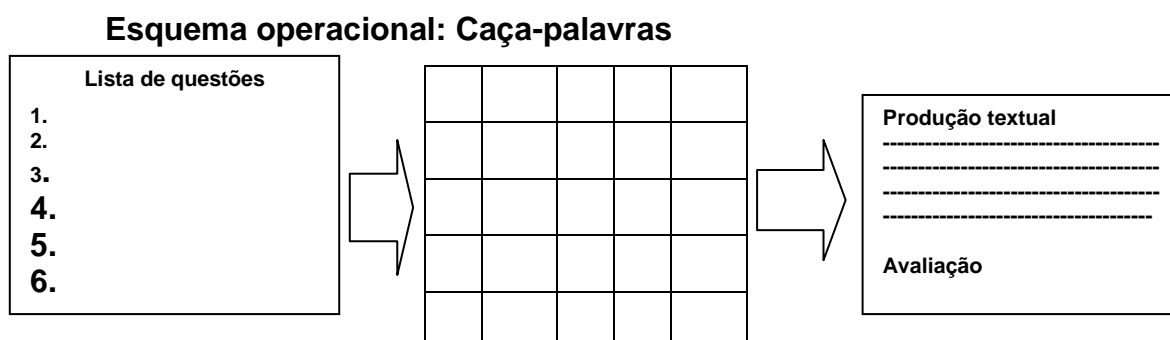 Esquema operacional: Caça-palavras
Lista de questões
1.
2.
3.
4.
5.
6.
Produção textual
---------------------------------------
---------------------------------------
---------------------------------------
--------------------------------------
Avaliação